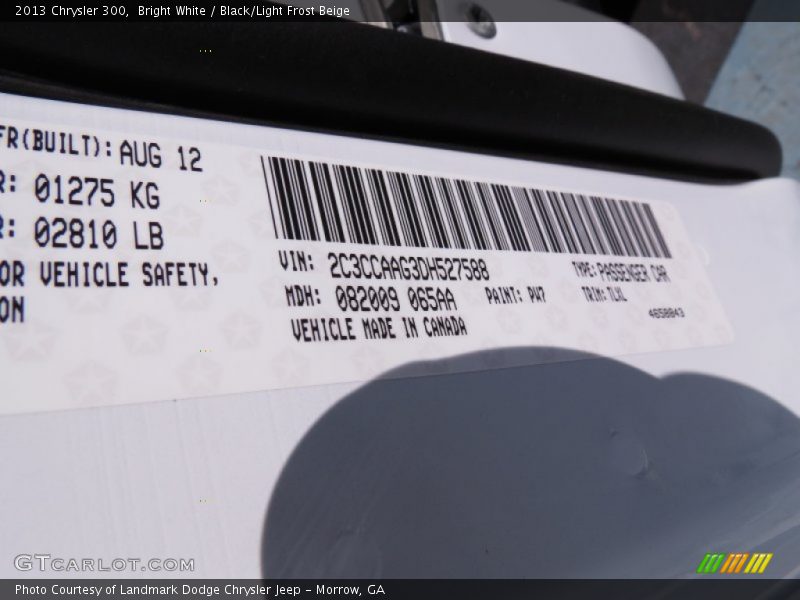 2013 Chrysler 300, Bright White / Black/Light Frost Beige
FR(BUILT): AUG 12
R: 01275 KG
R: 02810 LB
OR VEHICLE SAFETY,
ON
VIN: 2C3CCAAG3DH527588
TYPE: PASSENGER CAR
MDH: 082009 065AA
PAINT: PW7
TRIM: TLXL
VEHICLE MADE IN CANADA
4658843
GTCARLOT.COM
Photo Courtesy of Landmark Dodge Chrysler Jeep - Morrow, GA